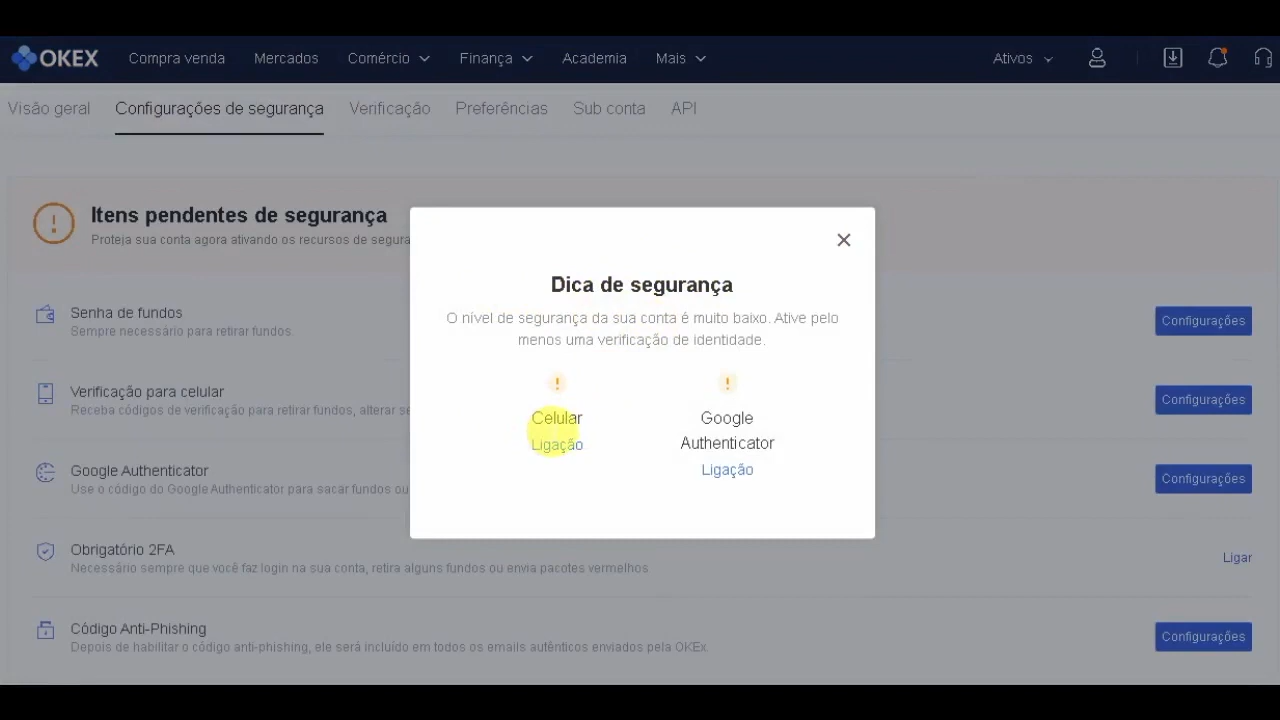 OKEX Compra venda Mercados Comércio Finança Academia Mais Ativos
Visão geral Configurações de segurança Verificação Preferências Sub conta API
Itens pendentes de segurança
Proteja sua conta agora ativando os recursos de segura
Dica de segurança
O nível de segurança da sua conta é muito baixo. Ative pelo
menos uma verificação de identidade.
Celular
Ligação
Google
Authenticator
Ligação
Senha de fundos
Sempre necessário para retirar fundos
Configurações
Verificação para celular
Receba códigos de verificação para retirar fundos, alterar se
Configurações
Google Authenticator
Use o código do Google Authenticator para sacar fundos ou
Configurações
Obrigatório 2FA
Necessário sempre que você faz login na sua conta, retira alguns fundos ou envia pacotes vermelhos
Ligar
Código Anti-Phishing
Depois de habilitar o código anti-phishing, ele será incluído em todos os emails autênticos enviados pela OKEx.
Configurações